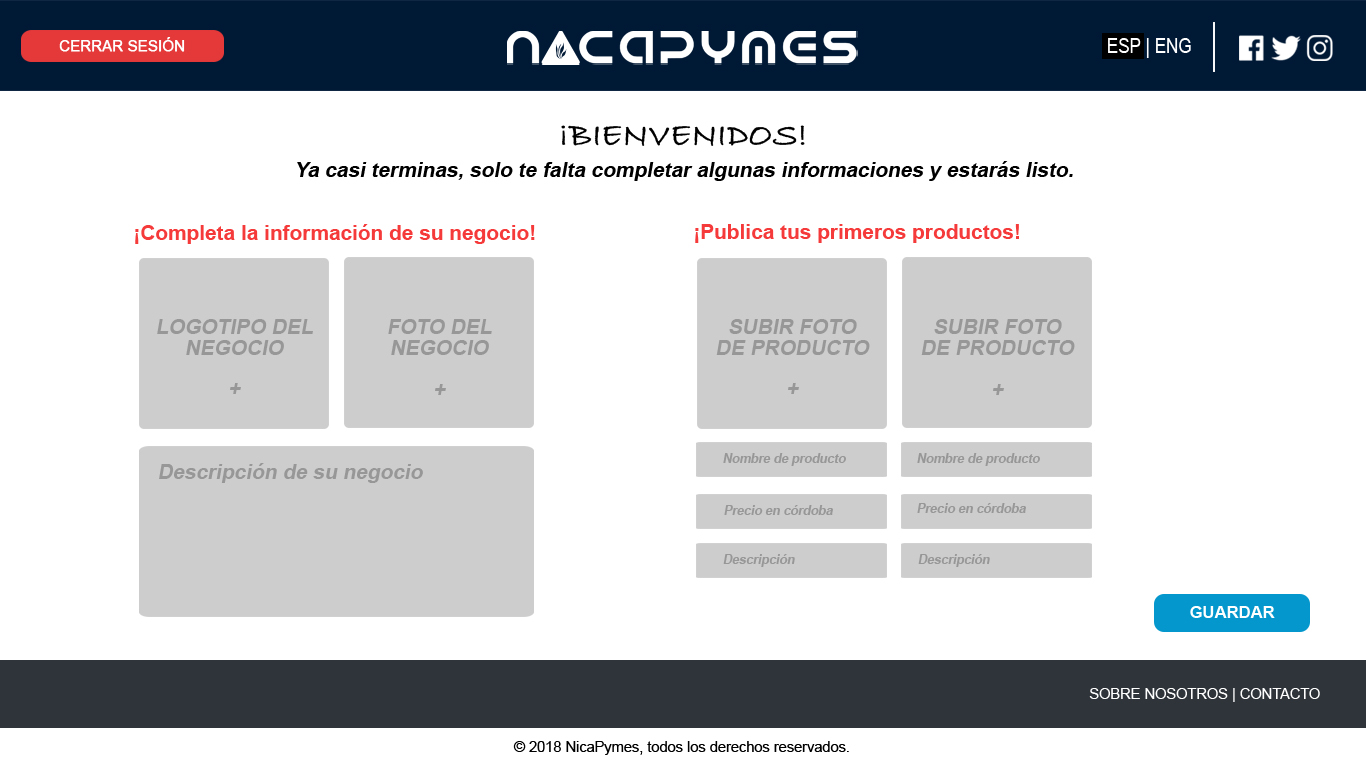 CERRAR SESIÓN
NACAPYMES
ESP | ENG
¡BIENVENIDOS!
Ya casi terminas, solo te falta completar algunas informaciones y estarás listo.
¡Completa la información de su negocio!
LOGOTIPO DEL
NEGOCIO
+
FOTO DEL
NEGOCIO
+
Descripción de su negocio
¡Publica tus primeros productos!
SUBIR FOTO
DE PRODUCTO
+
SUBIR FOTO
DE PRODUCTO
+
Nombre de producto
Nombre de producto
Precio en córdoba
Precio en córdoba
Descripción
Descripción
GUARDAR
SOBRE NOSOTROS | CONTACTO
© 2018 NicaPymes, todos los derechos reservados.